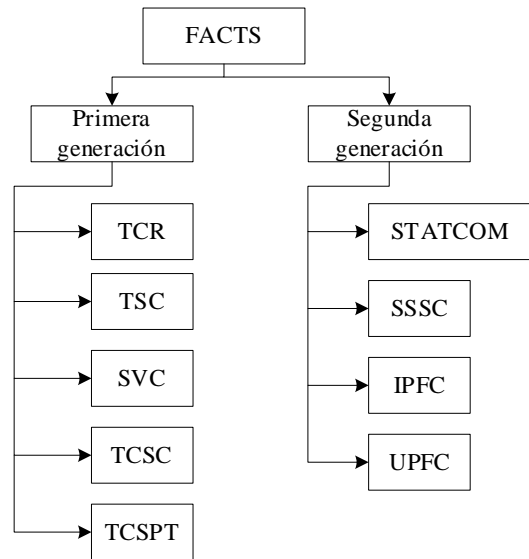 FACTS
Primera
generación
TCR
TSC
SVC
TCSC
TCSPT
Segunda
generación
STATCOM
SSSC
IPFC
UPFC